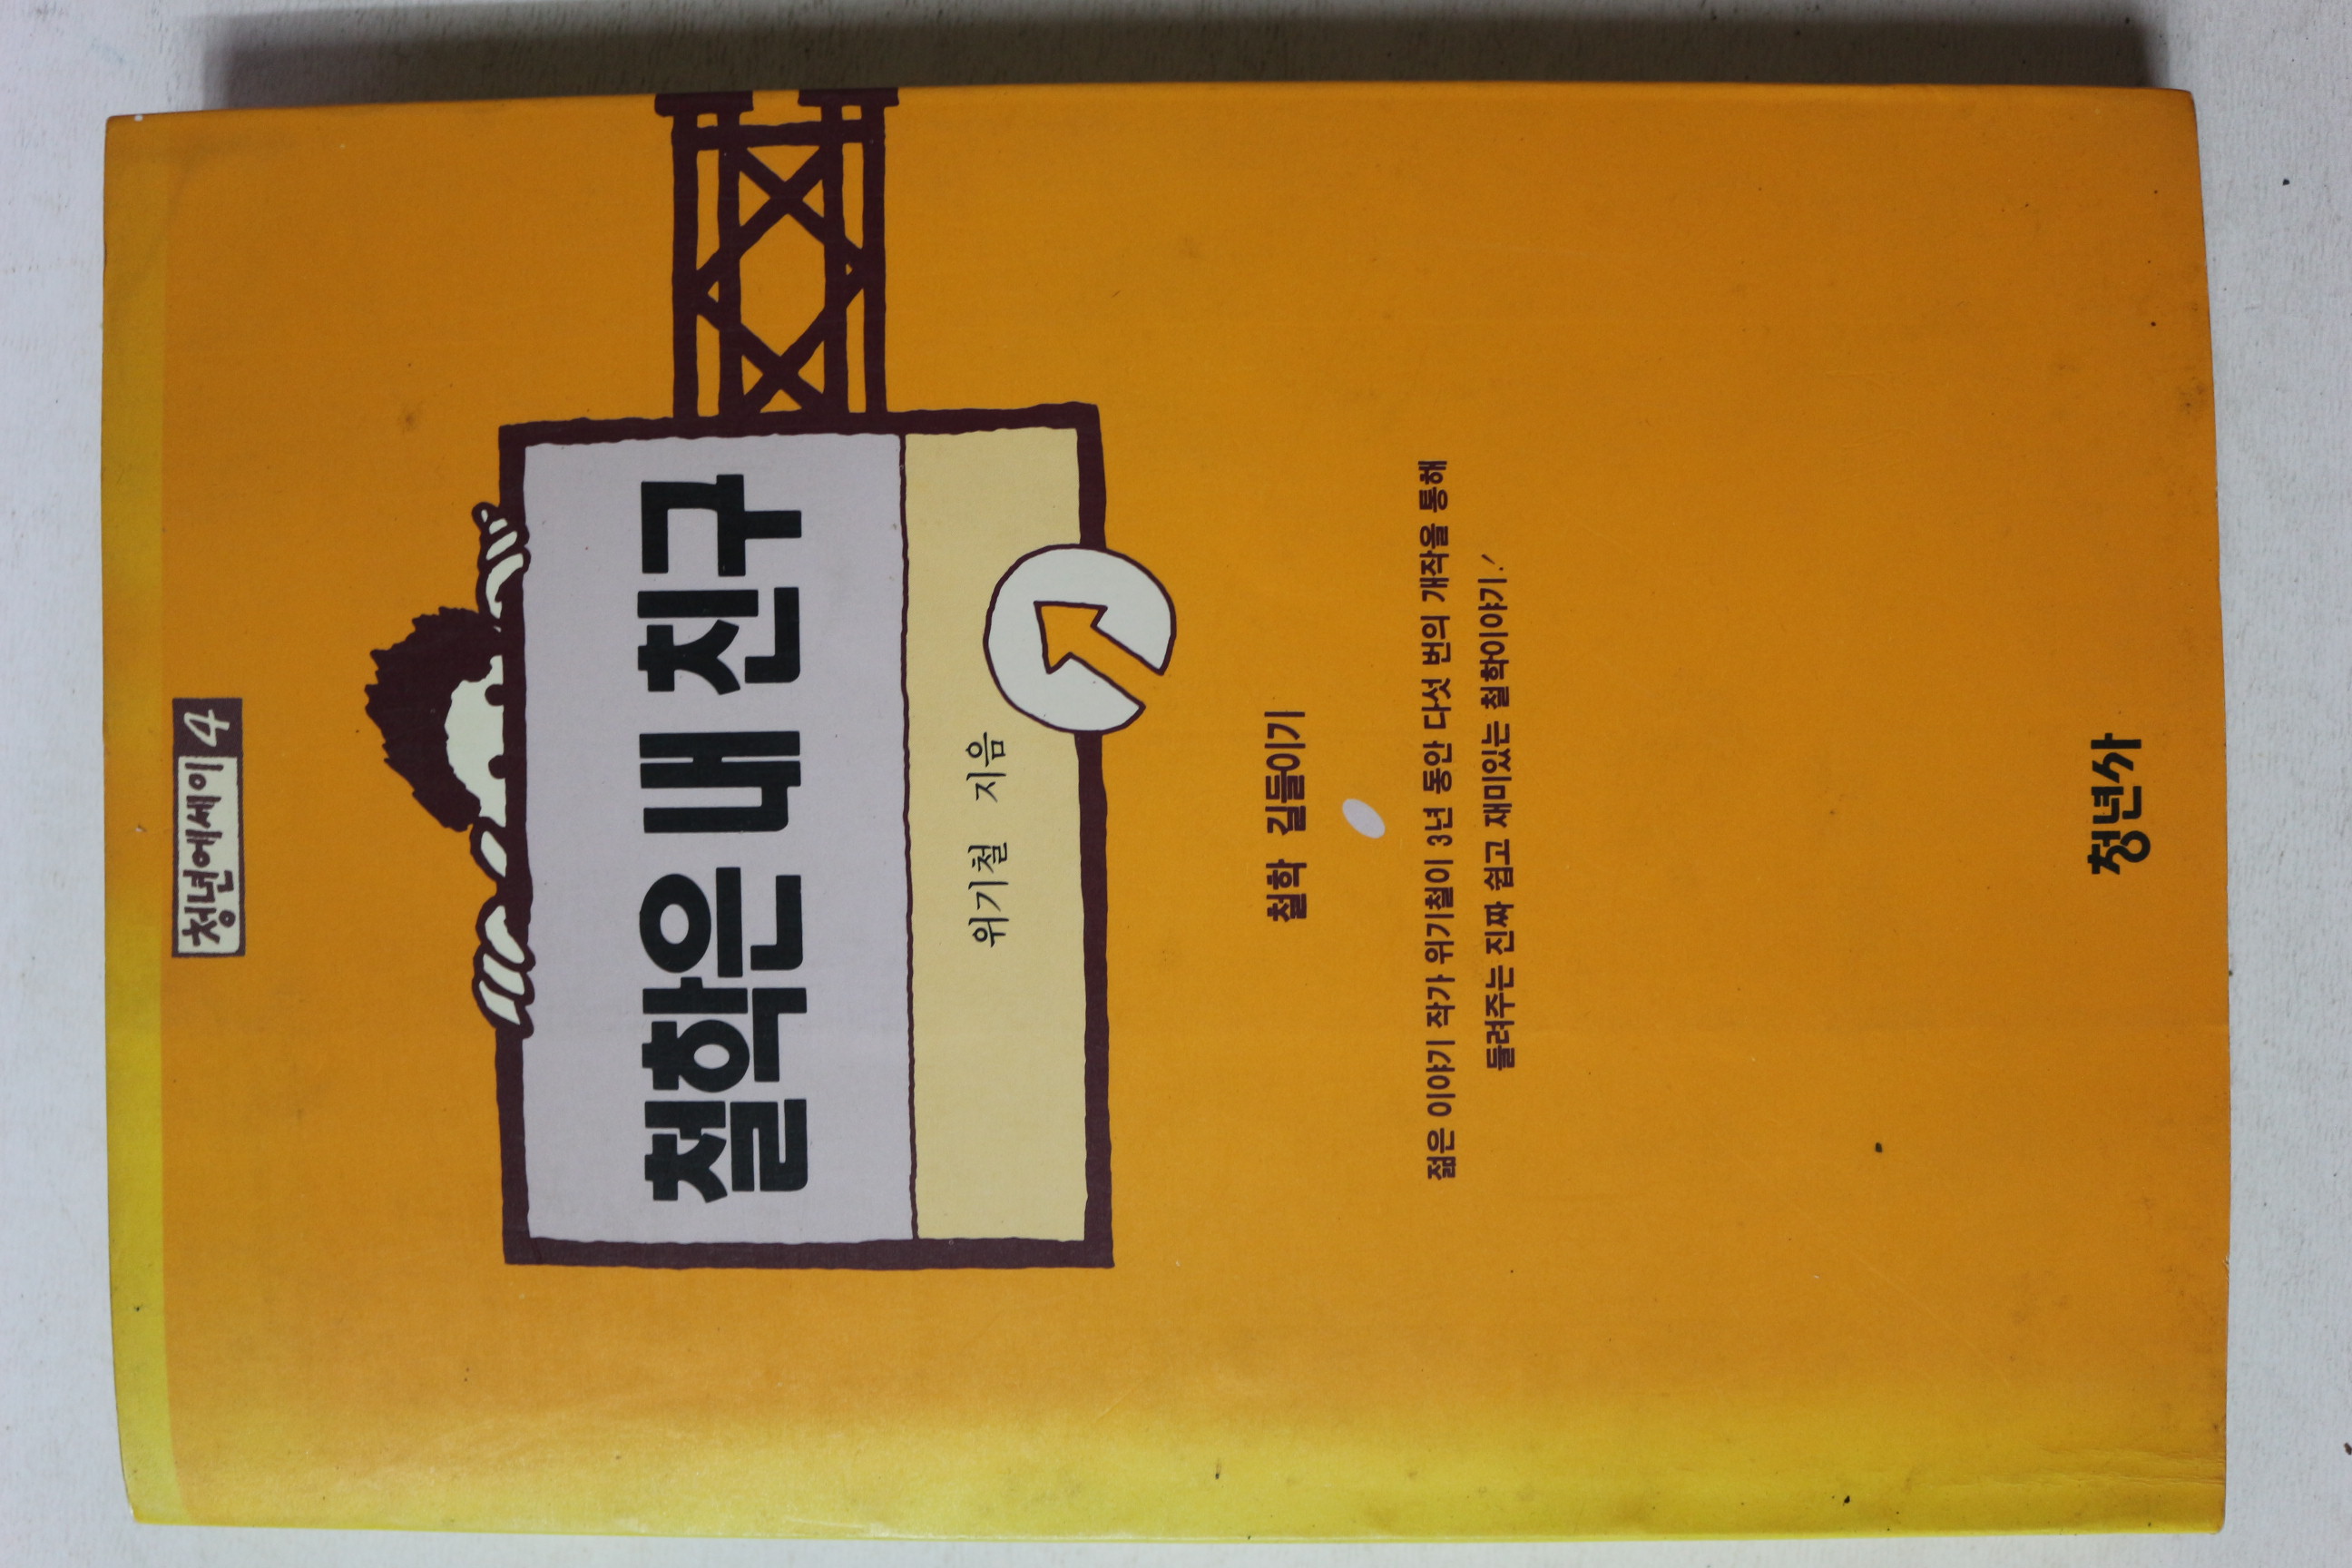 청년에세이 4
철학은 내 친구
위기철 지음
철학 길들이기
젊은 이야기 작가 위기철이 3년 동안 다섯 번의 개작을 통해
들려주는 진짜 쉽고 재미있는 철학이야기!
청년사